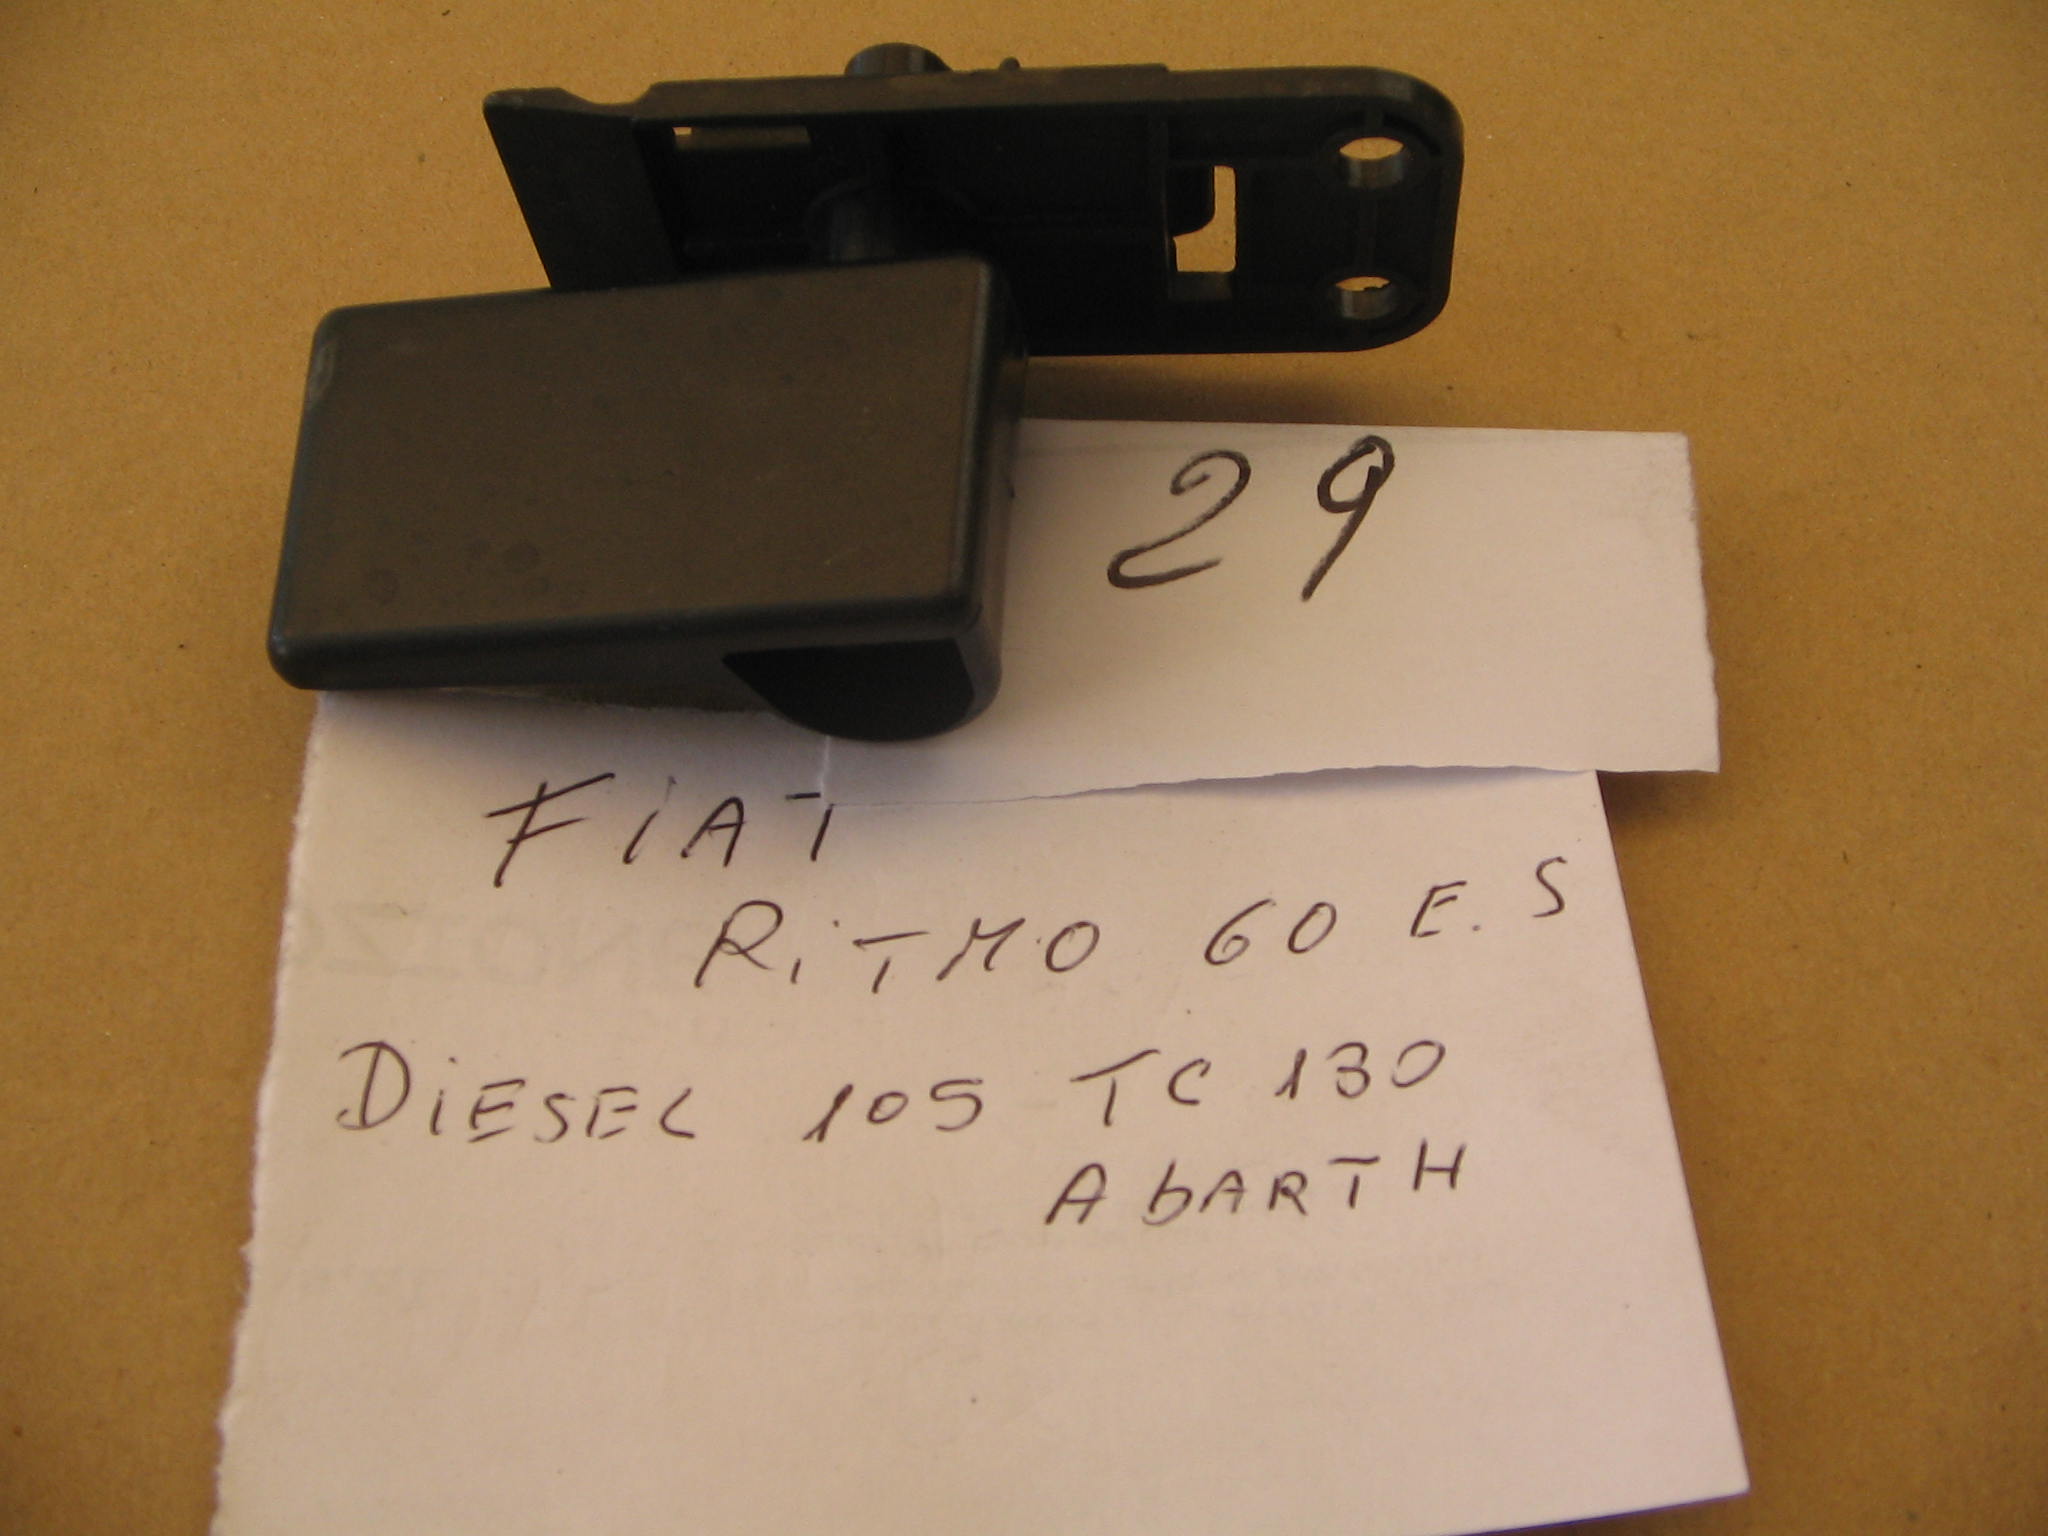 29
FiAT
RiTMO 60 E.S
DiESEL 105 TC 130
AbARTH